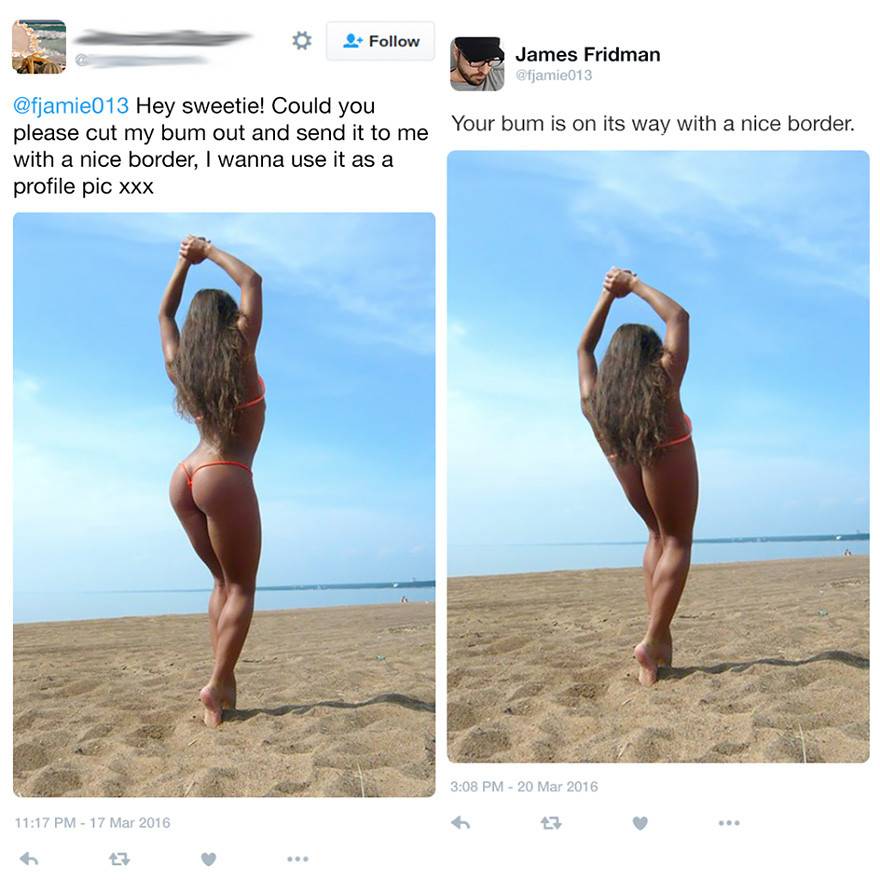 Follow
@fjamie013 Hey sweetie! Could you
please cut my bum out and send it to me
with a nice border, I wanna use it as a
profile pic xxx
11:17 PM - 17 Mar 2016
James Fridman
@fjamie013
Your bum is on its way with a nice border.
3:08 PM - 20 Mar 2016